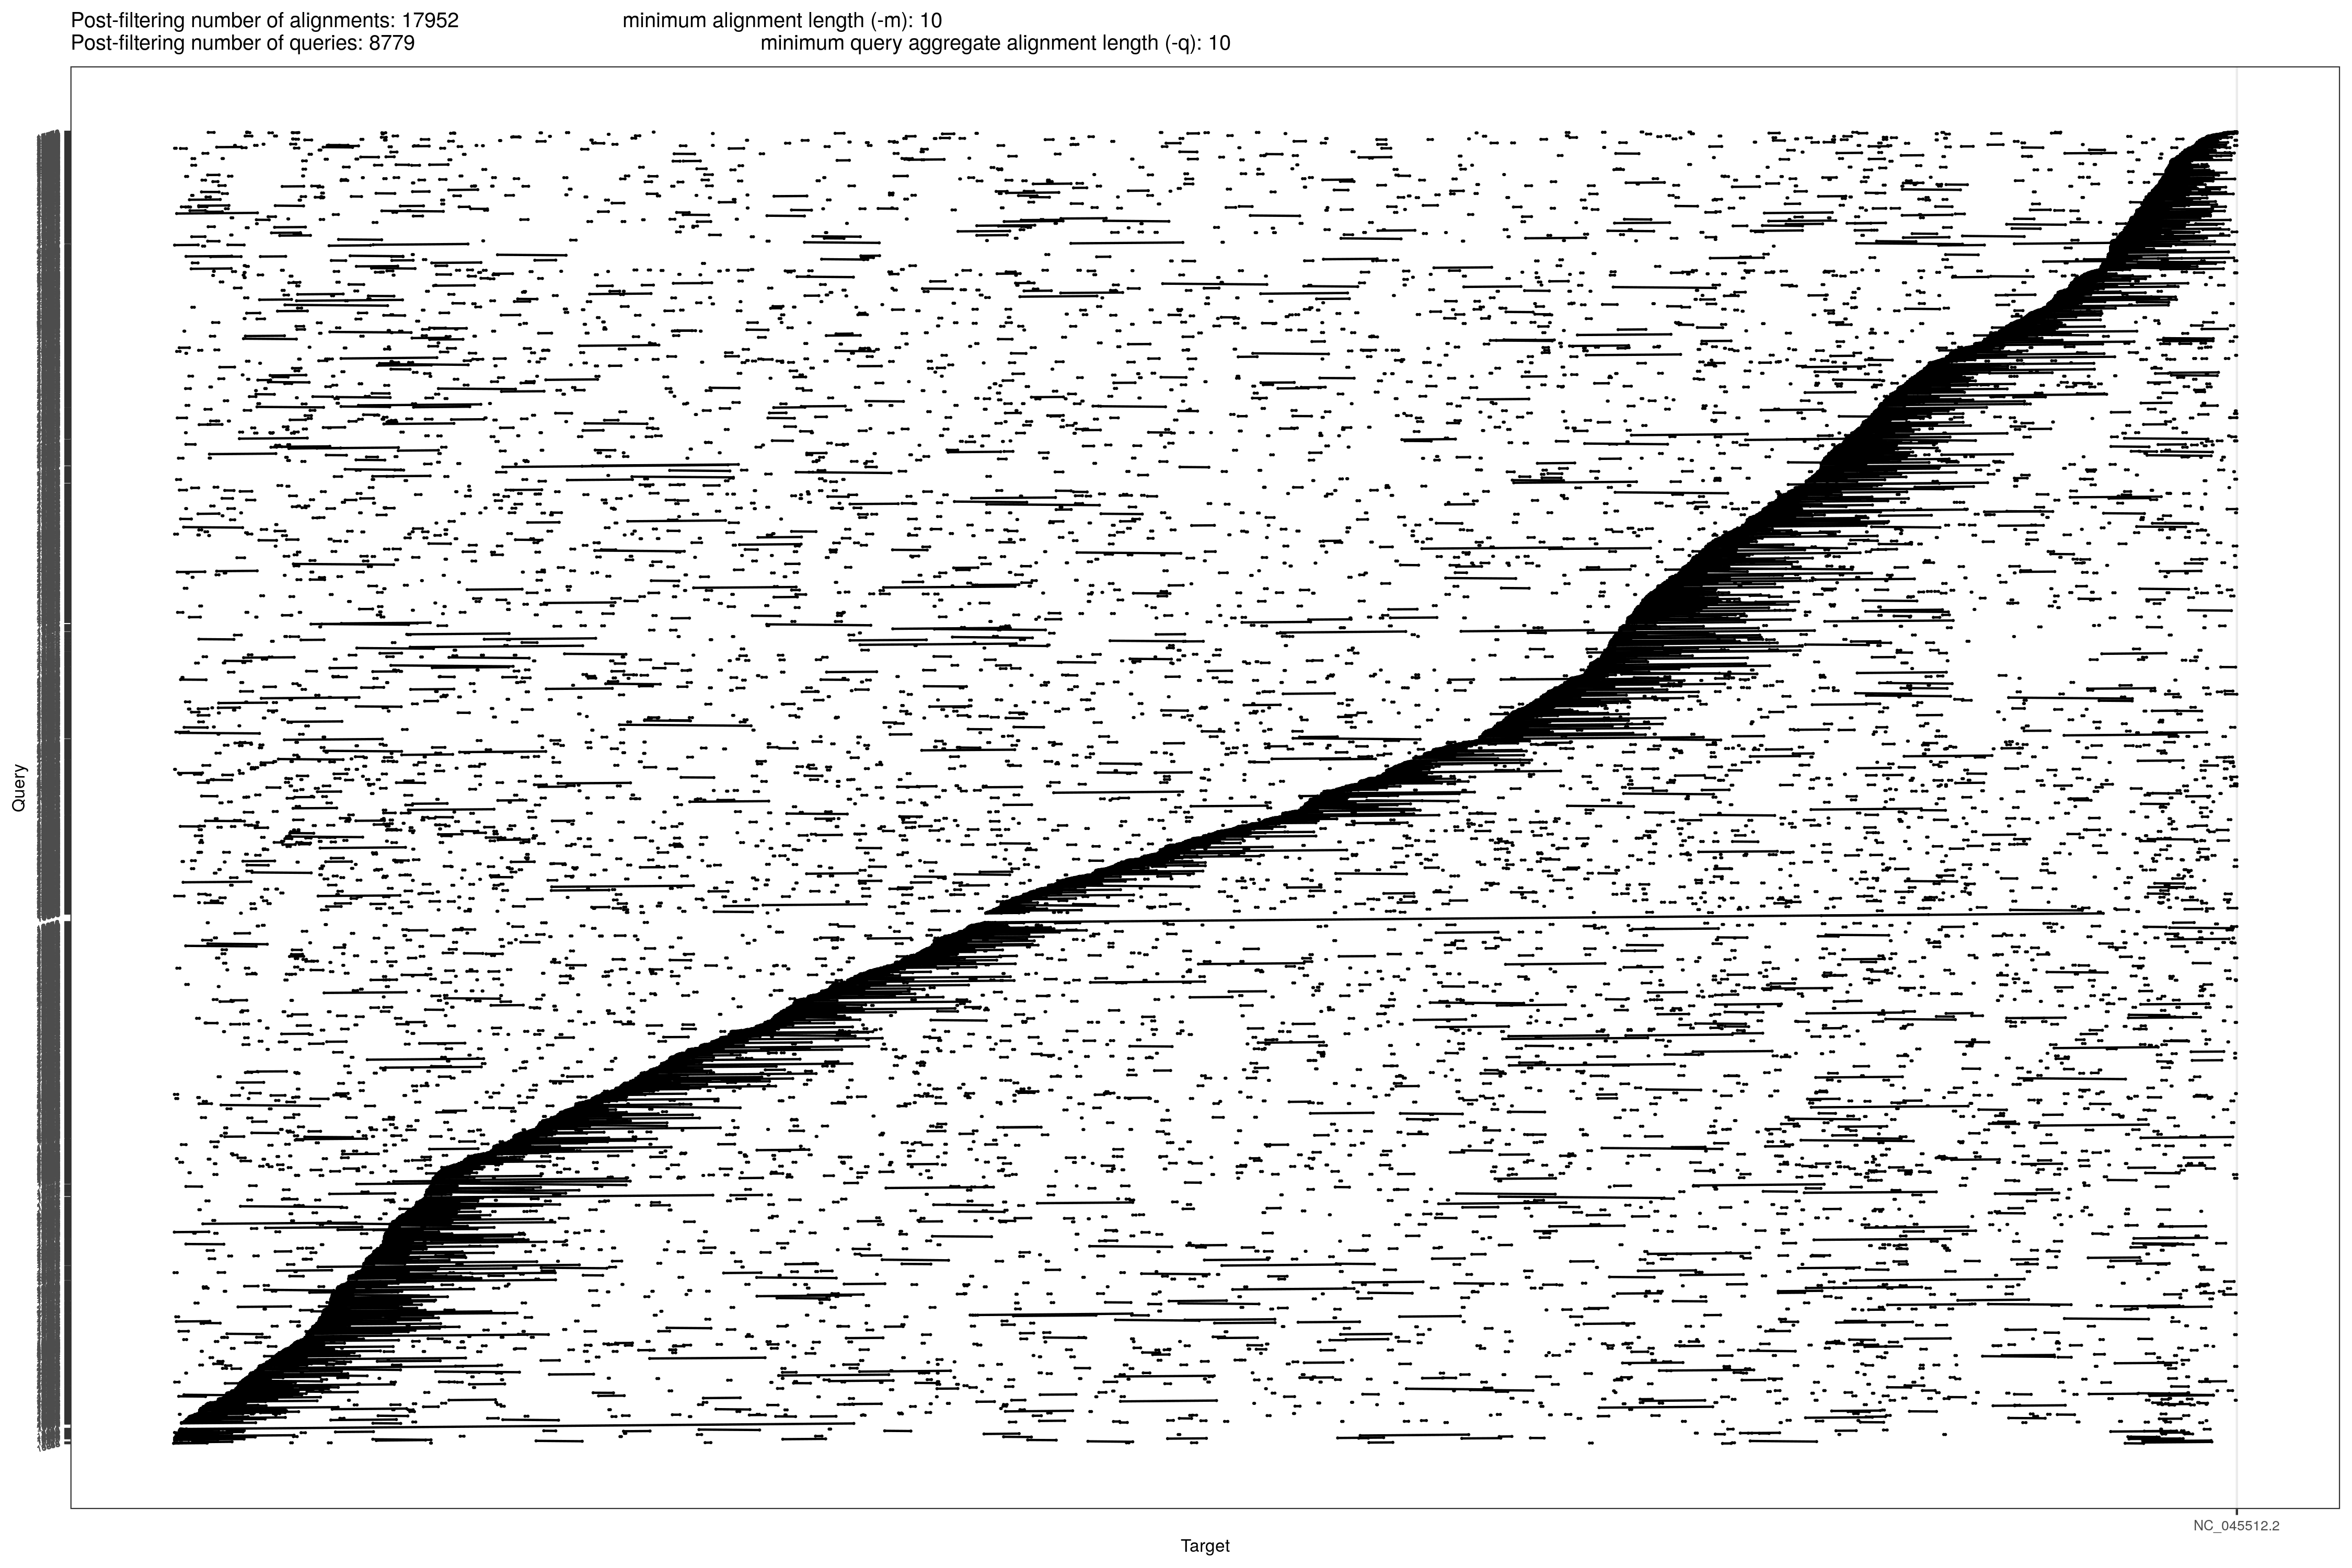 Post-filtering number of alignments: 17952 minimum alignment length (-m): 10
Post-filtering number of queries: 8779 minimum query aggregate alignment length (-q): 10
Query
NC_045512.2
Target